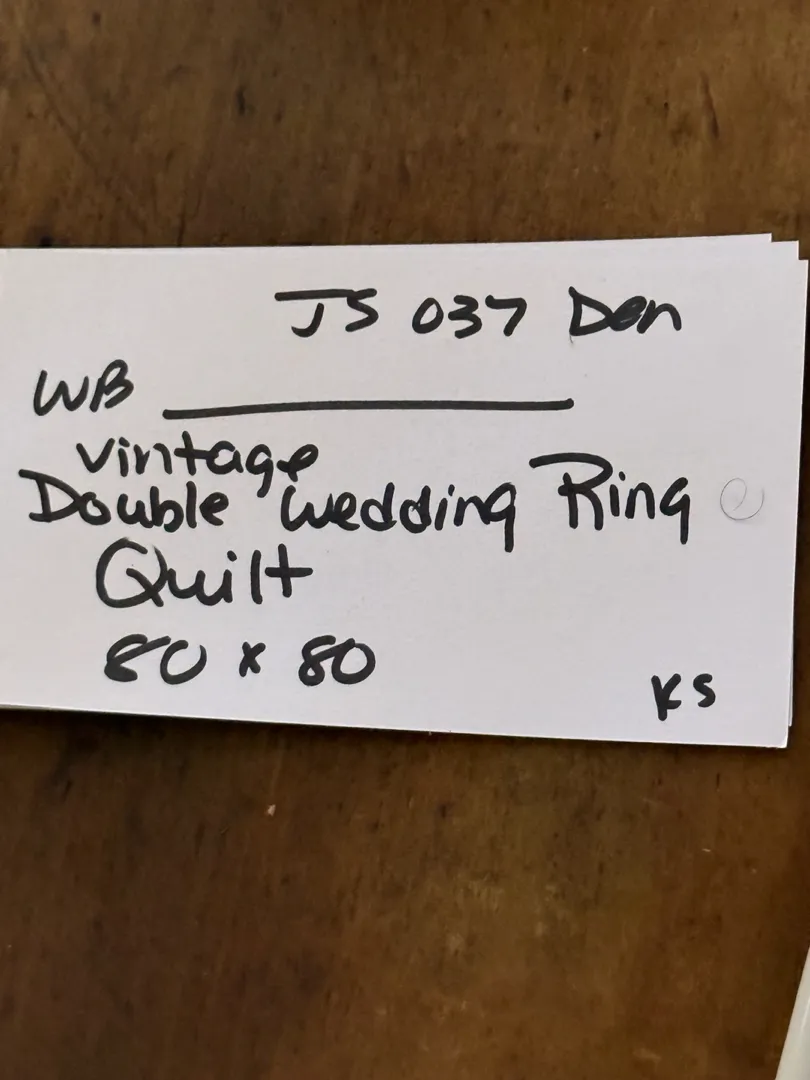 JS 037 Den
WB
vintage
Double Wedding Ring
Quilt
80 x 80
KS